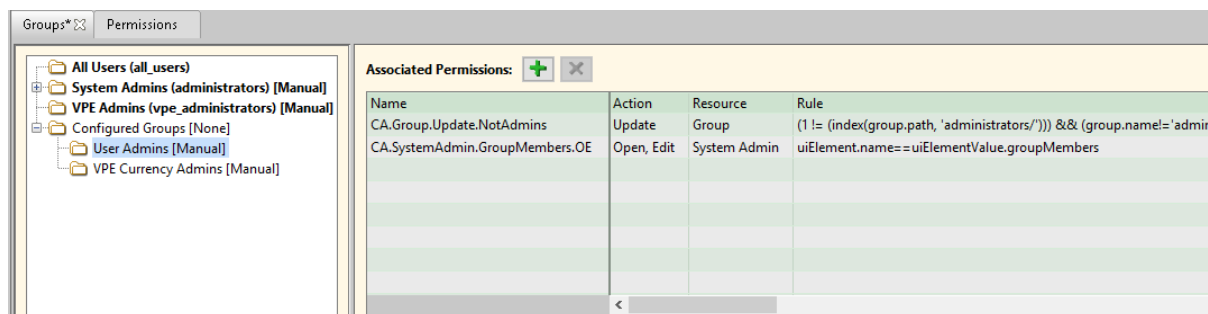 Groups* Permissions
All Users (all_users)
System Admins (administrators) [Manual]
VPE Admins (vpe_administrators) [Manual]
Configured Groups [None]
User Admins [Manual]
VPE Currency Admins [Manual]
Associated Permissions:
Name Action Resource Rule
CA.Group.Update.NotAdmins Update Group (1 != (index(group.path, 'administrators/'))) && (group.name!='admir
CA.SystemAdmin.GroupMembers.OE Open, Edit System Admin uiElement.name==uiElementValue.groupMembers